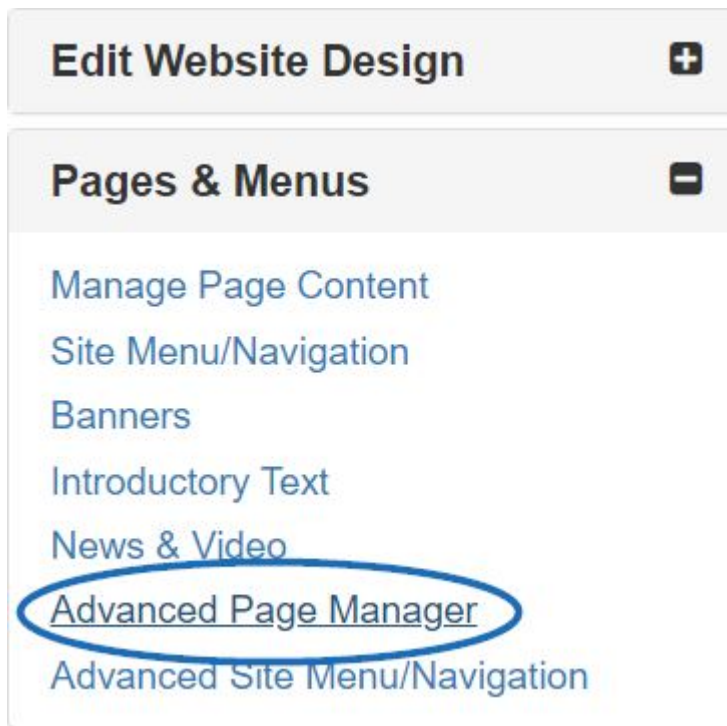 Edit Website Design
Pages & Menus
Manage Page Content
Site Menu/Navigation
Banners
Introductory Text
News & Video
Advanced Page Manager
Advanced Site Menu/Navigation